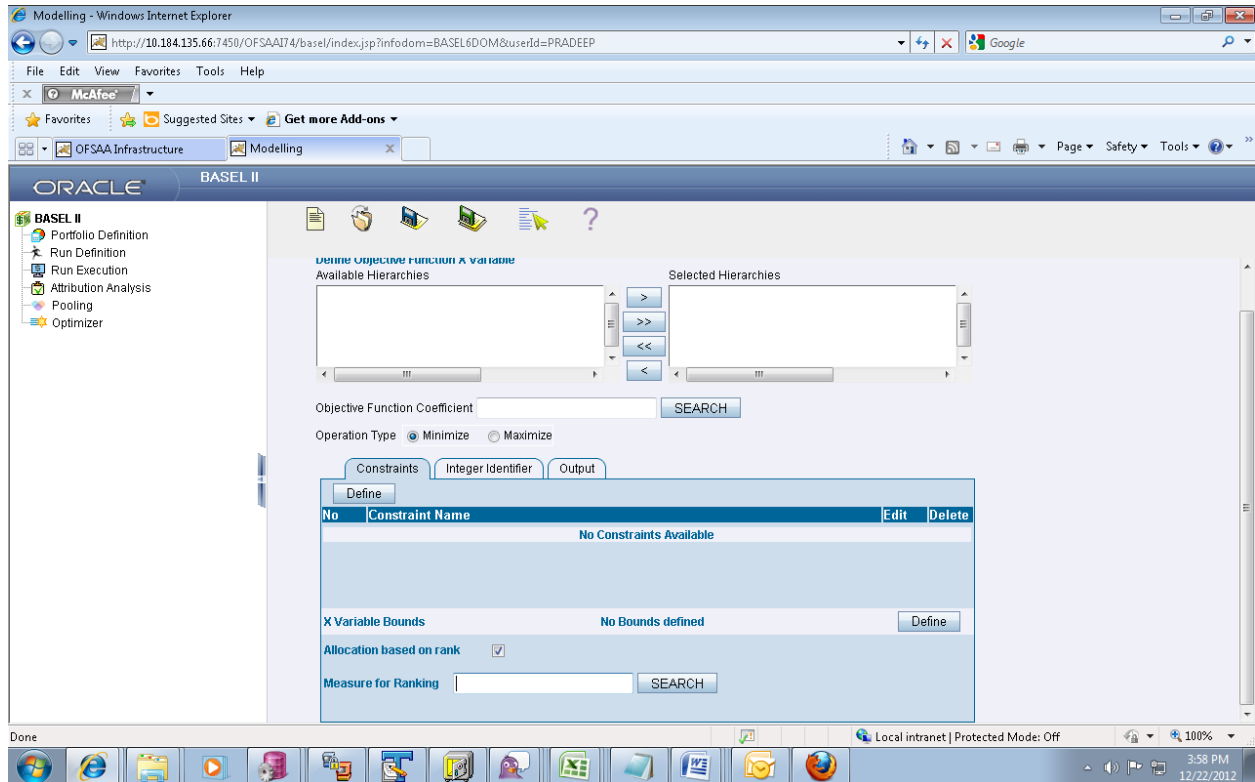 Modelling - Windows Internet Explorer
http://10.184.135.66:7450/OFSAAI74/basel/index.jsp?infodom=BASEL6DOM&userId=PRADEEP
Google
File Edit View Favorites Tools Help
x McAfee
Favorites Suggested Sites Get more Add-ons
OFSAA Infrastructure Modelling x Page Safety Tools
ORACLE BASEL II
BASEL II
Portfolio Definition
Run Definition
Run Execution
Attribution Analysis
Pooling
Optimizer
Define Objective Function X Variable
Available Hierarchies Selected Hierarchies
>
>>
<<
<
Objective Function Coefficient SEARCH
Operation Type Minimize Maximize
Constraints Integer Identifier Output
Define
No Constraint Name Edit Delete
No Constraints Available
X Variable Bounds No Bounds defined Define
Allocation based on rank
Measure for Ranking SEARCH
Done Local intranet | Protected Mode: Off 100%
3:58 PM
12/22/2012